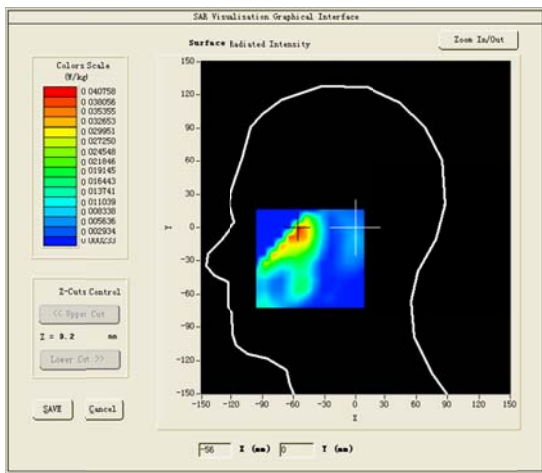 SAR Visualisation Graphical Interface
Surface Radiated Intensity
Zoom In/Out
Colors Scale
(W/kg)
0.040758
0.038056
0.035355
0.032653
0.029951
0.027250
0.024548
0.021846
0.019145
0.016443
0.013741
0.011039
0.008338
0.005636
0.002934
0.000233
Z-Cuts Control
<< Upper Cut
Z = 3.2 mm
Lower Cut >>
SAVE
Cancel
150
120
90
60
30
0
-30
-60
-90
-120
-150
Y
-150 -120 -90 -60 -30 0 30 60 90 120 150
X
-56 X (mm) 0 Y (mm)